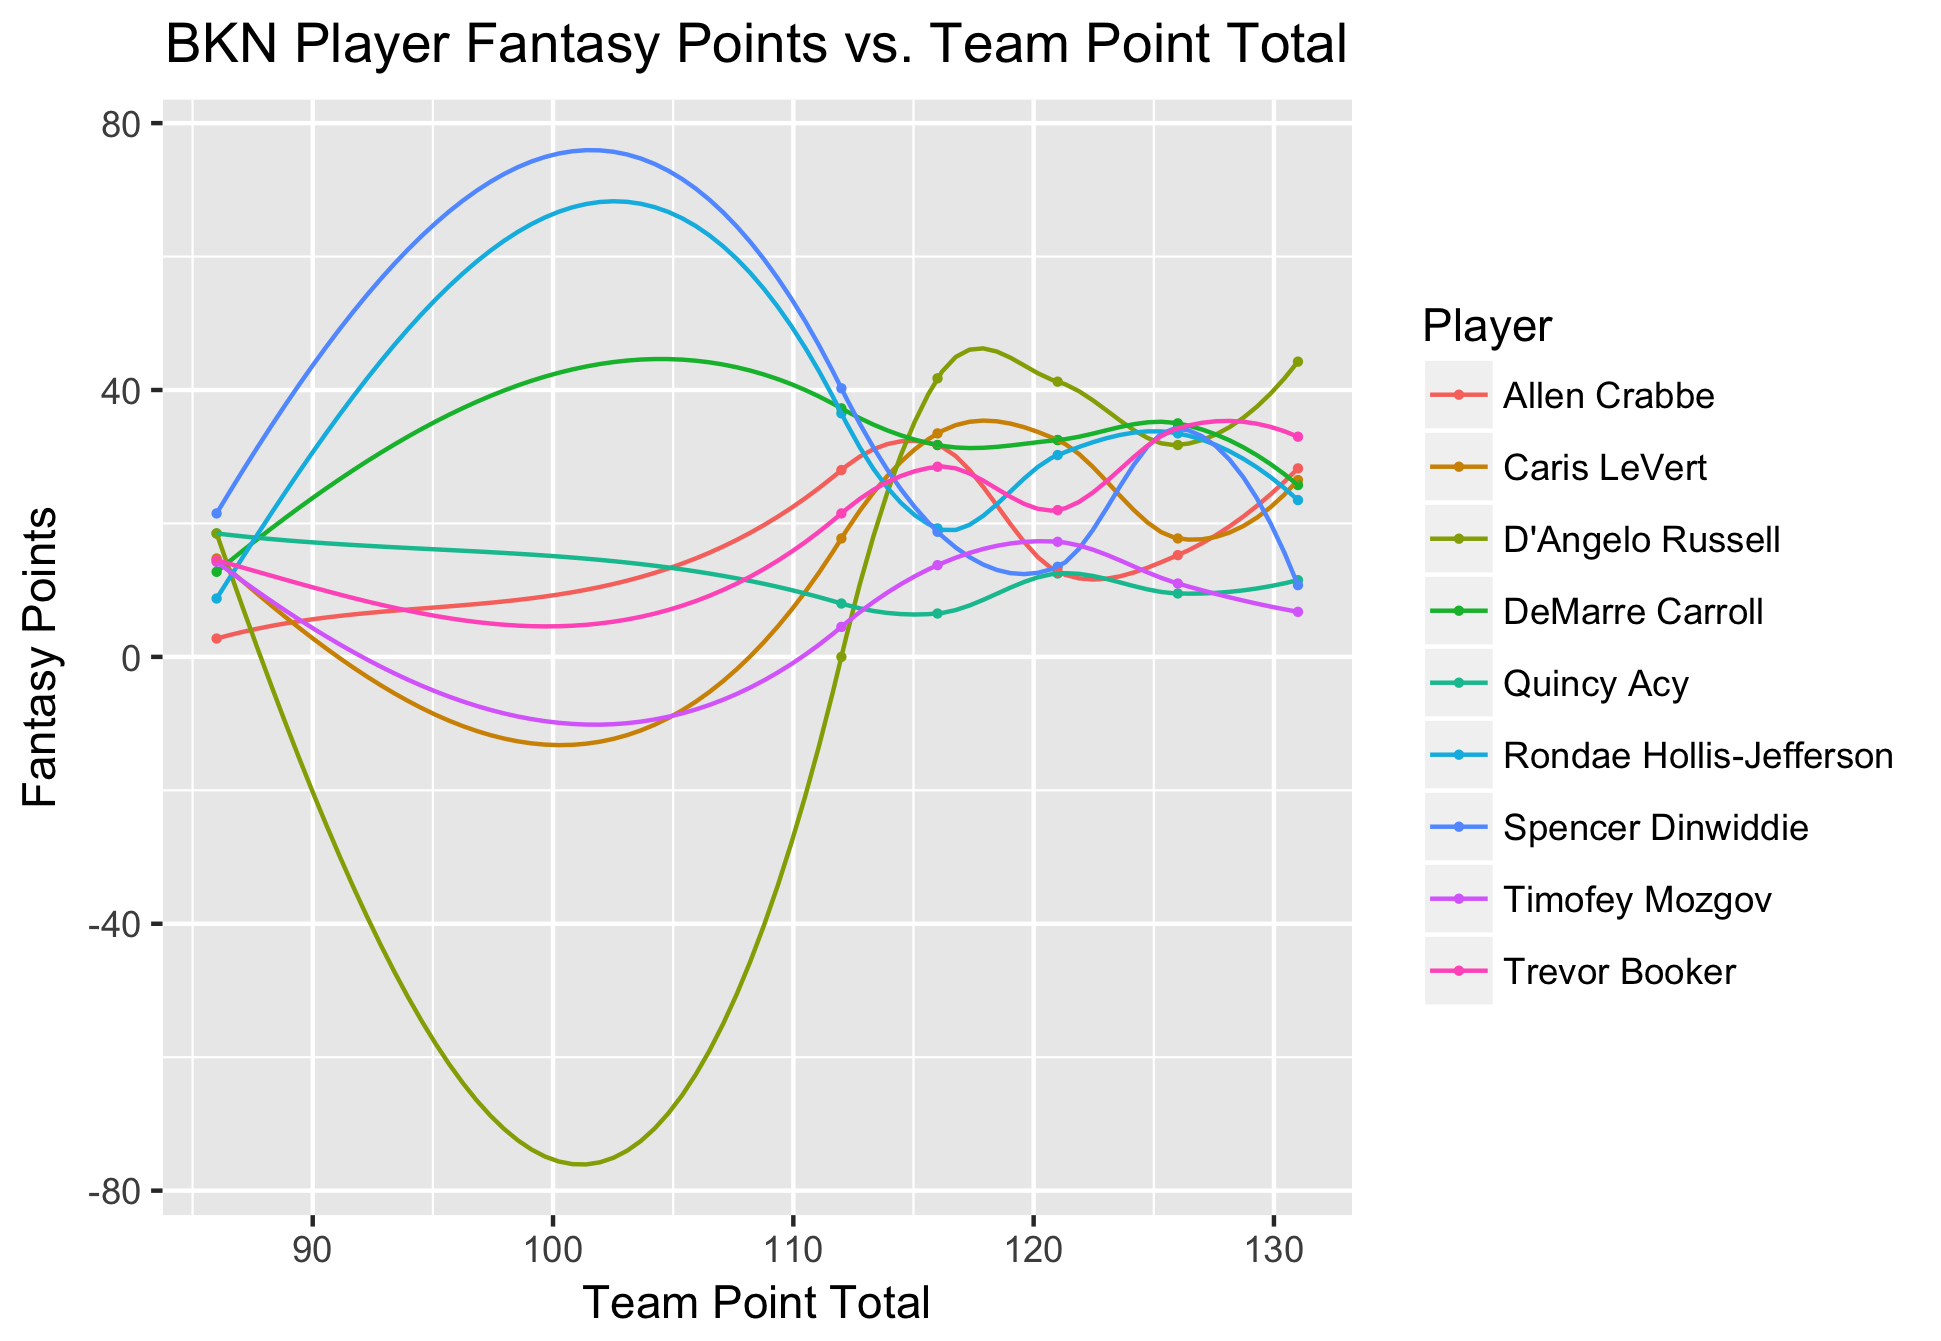 BKN Player Fantasy Points vs. Team Point Total
80
40
0
-40
-80
Fantasy Points
90 100 110 120 130
Team Point Total
Player
Allen Crabbe
Caris LeVert
D'Angelo Russell
DeMarre Carroll
Quincy Acy
Rondae Hollis-Jefferson
Spencer Dinwiddie
Timofey Mozgov
Trevor Booker